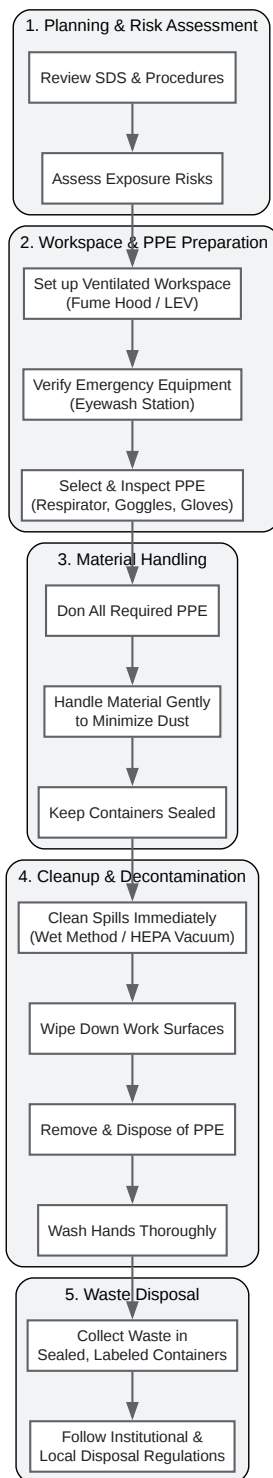 1. Planning & Risk Assessment
Review SDS & Procedures
Assess Exposure Risks
2. Workspace & PPE Preparation
Set up Ventilated Workspace
(Fume Hood / LEV)
Verify Emergency Equipment
(Eyewash Station)
Select & Inspect PPE
(Respirator, Goggles, Gloves)
3. Material Handling
Don All Required PPE
Handle Material Gently
to Minimize Dust
Keep Containers Sealed
4. Cleanup & Decontamination
Clean Spills Immediately
(Wet Method / HEPA Vacuum)
Wipe Down Work Surfaces
Remove & Dispose of PPE
Wash Hands Thoroughly
5. Waste Disposal
Collect Waste in
Sealed, Labeled Containers
Follow Institutional &
Local Disposal Regulations